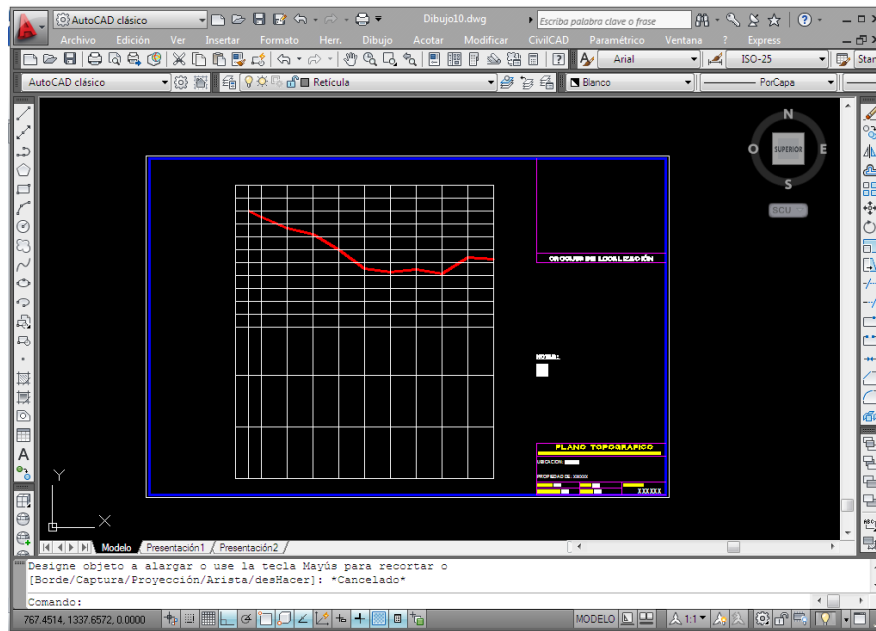 AutoCAD clásico Dibujo10.dwg Escriba palabra clave o frase
Archivo Edición Ver Insertar Formato Herr. Dibujo Acotar Modificar CivilCAD Paramétrico Ventana ? Express
Arial ISO-25 Stan
AutoCAD clásico Retícula Blanco PorCapa
N
O SUPERIOR E
S
SCU
CROQUIS DE LOCALIZACIÓN
NOTAS:
PLANO TOPOGRAFICO
UBICACION:
PROPIEDAD DE: XXXXX
XXXXXX
Y
X
Modelo Presentación1 Presentación2
Designe objeto a alargar o use la tecla Mayús para recortar o
[Borde/Captura/Proyección/Arista/desHacer]: *Cancelado*
Comando:
767.4514, 1337.6572, 0.0000 MODELO 1:1